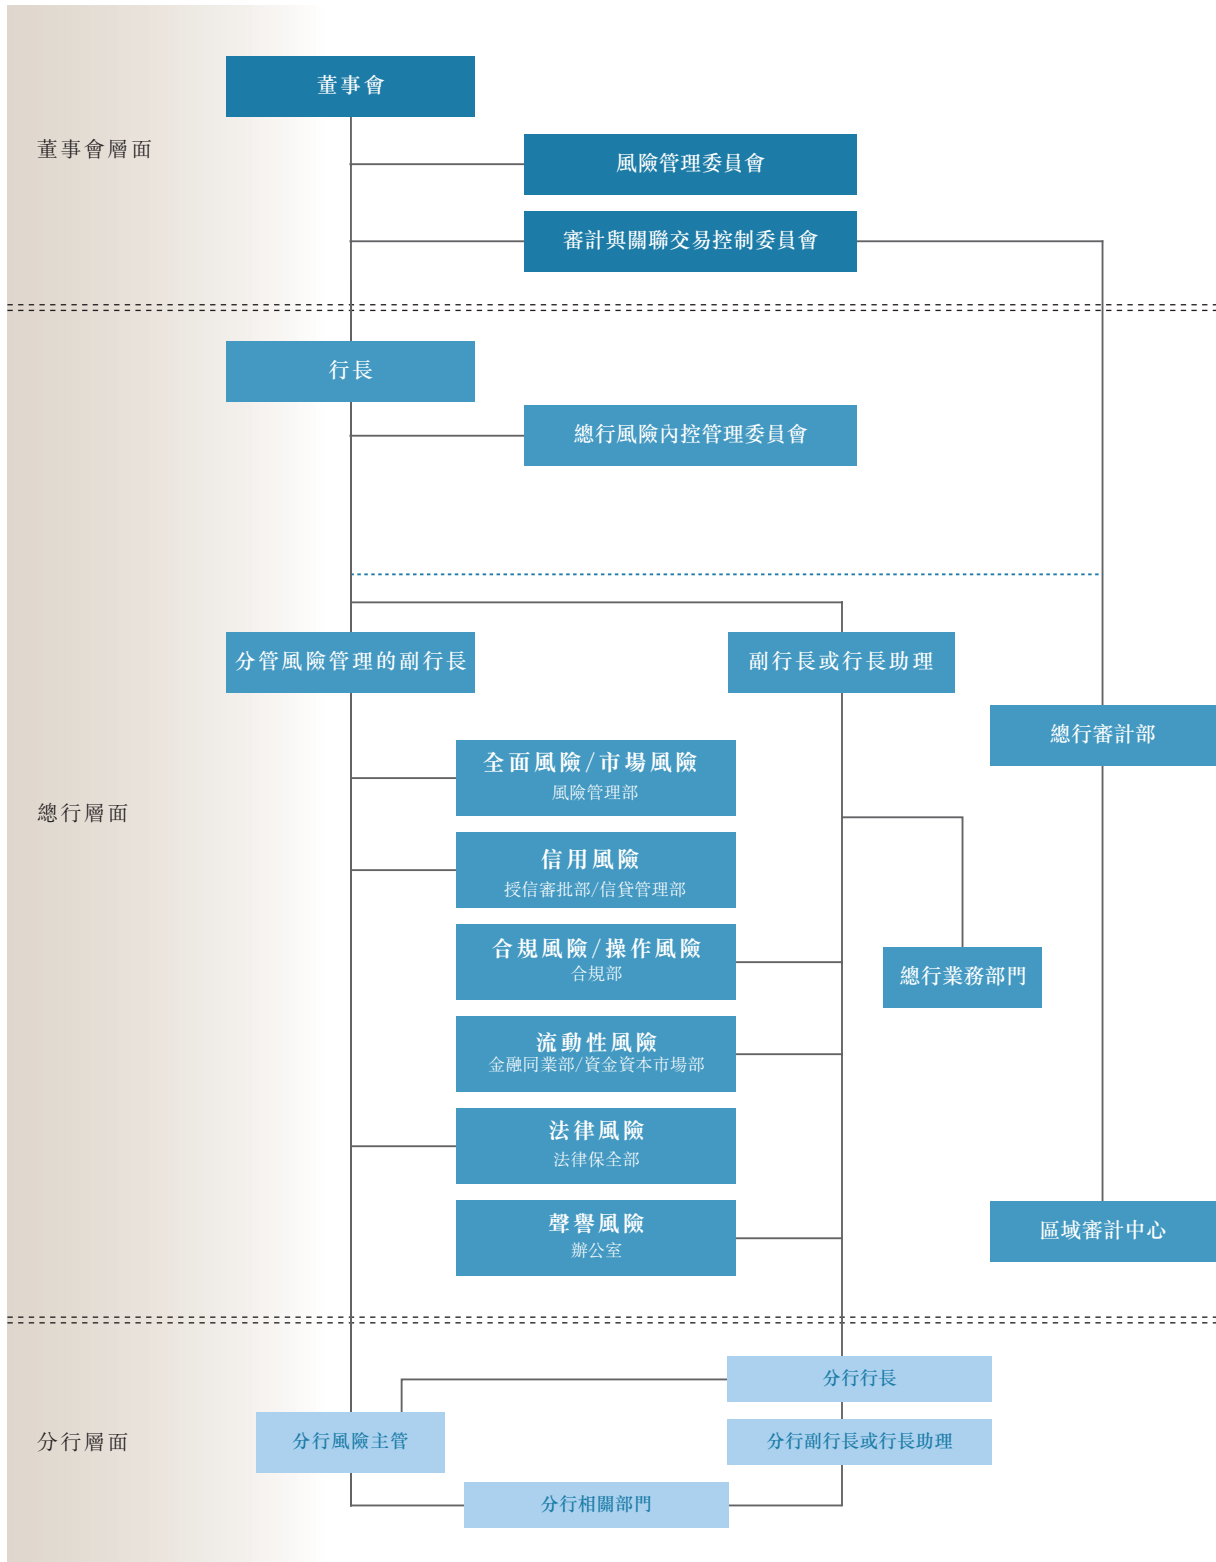 董事會
董事會層面
風險管理委員會
審計與關聯交易控制委員會
行長
總行風險內控管理委員會
分管風險管理的副行長
副行長或行長助理
總行審計部
全面風險/市場風險
風險管理部
總行層面
信用風險
授信審批部/信貸管理部
合規風險/操作風險
合規部
總行業務部門
流動性風險
金融同業部/資金資本市場部
法律風險
法律保全部
聲譽風險
辦公室
區域審計中心
分行行長
分行層面
分行風險主管
分行副行長或行長助理
分行相關部門